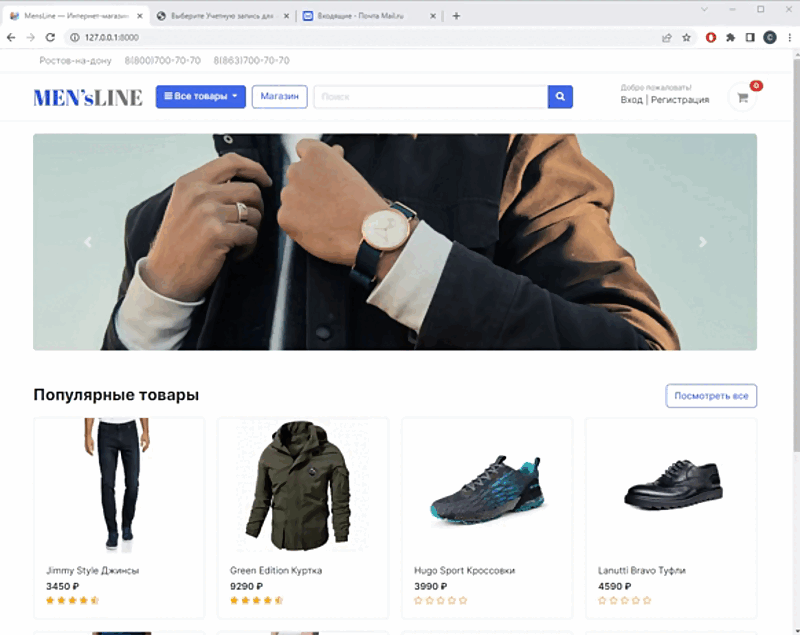 MensLine — Интернет-магазин
Выберите Учетную запись для
Входящие - Почта Mail.ru
127.0.0.1:8000
Ростов-на-дону 8(800)700-70-70 8(863)700-70-70
MEN'sLINE
Все товары
Магазин
Поиск
Добро пожаловать!
Вход | Регистрация
0
Популярные товары
Посмотреть все
Jimmy Style Джинсы
3450 ₽
Green Edition Куртка
9290 ₽
Hugo Sport Кроссовки
3990 ₽
Lanutti Bravo Туфли
4590 ₽